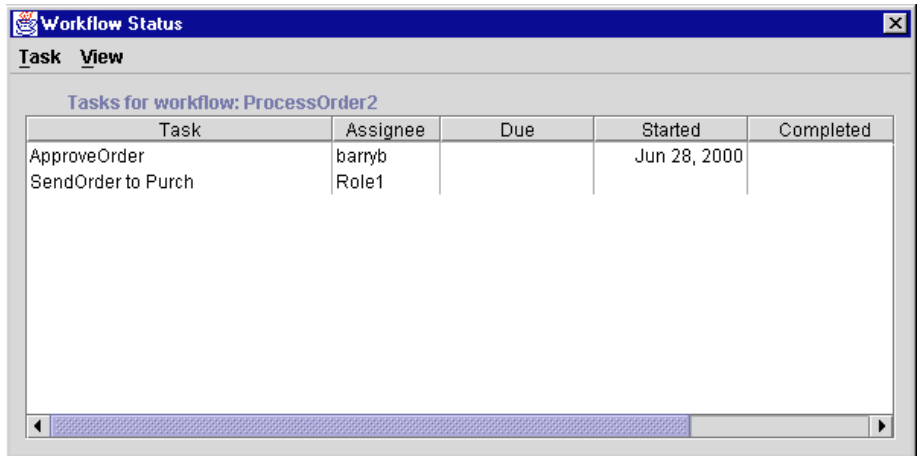 Workflow Status
Task View
Tasks for workflow: ProcessOrder2
Task Assignee Due Started Completed
ApproveOrder barryb Jun 28, 2000
SendOrder to Purch Role1